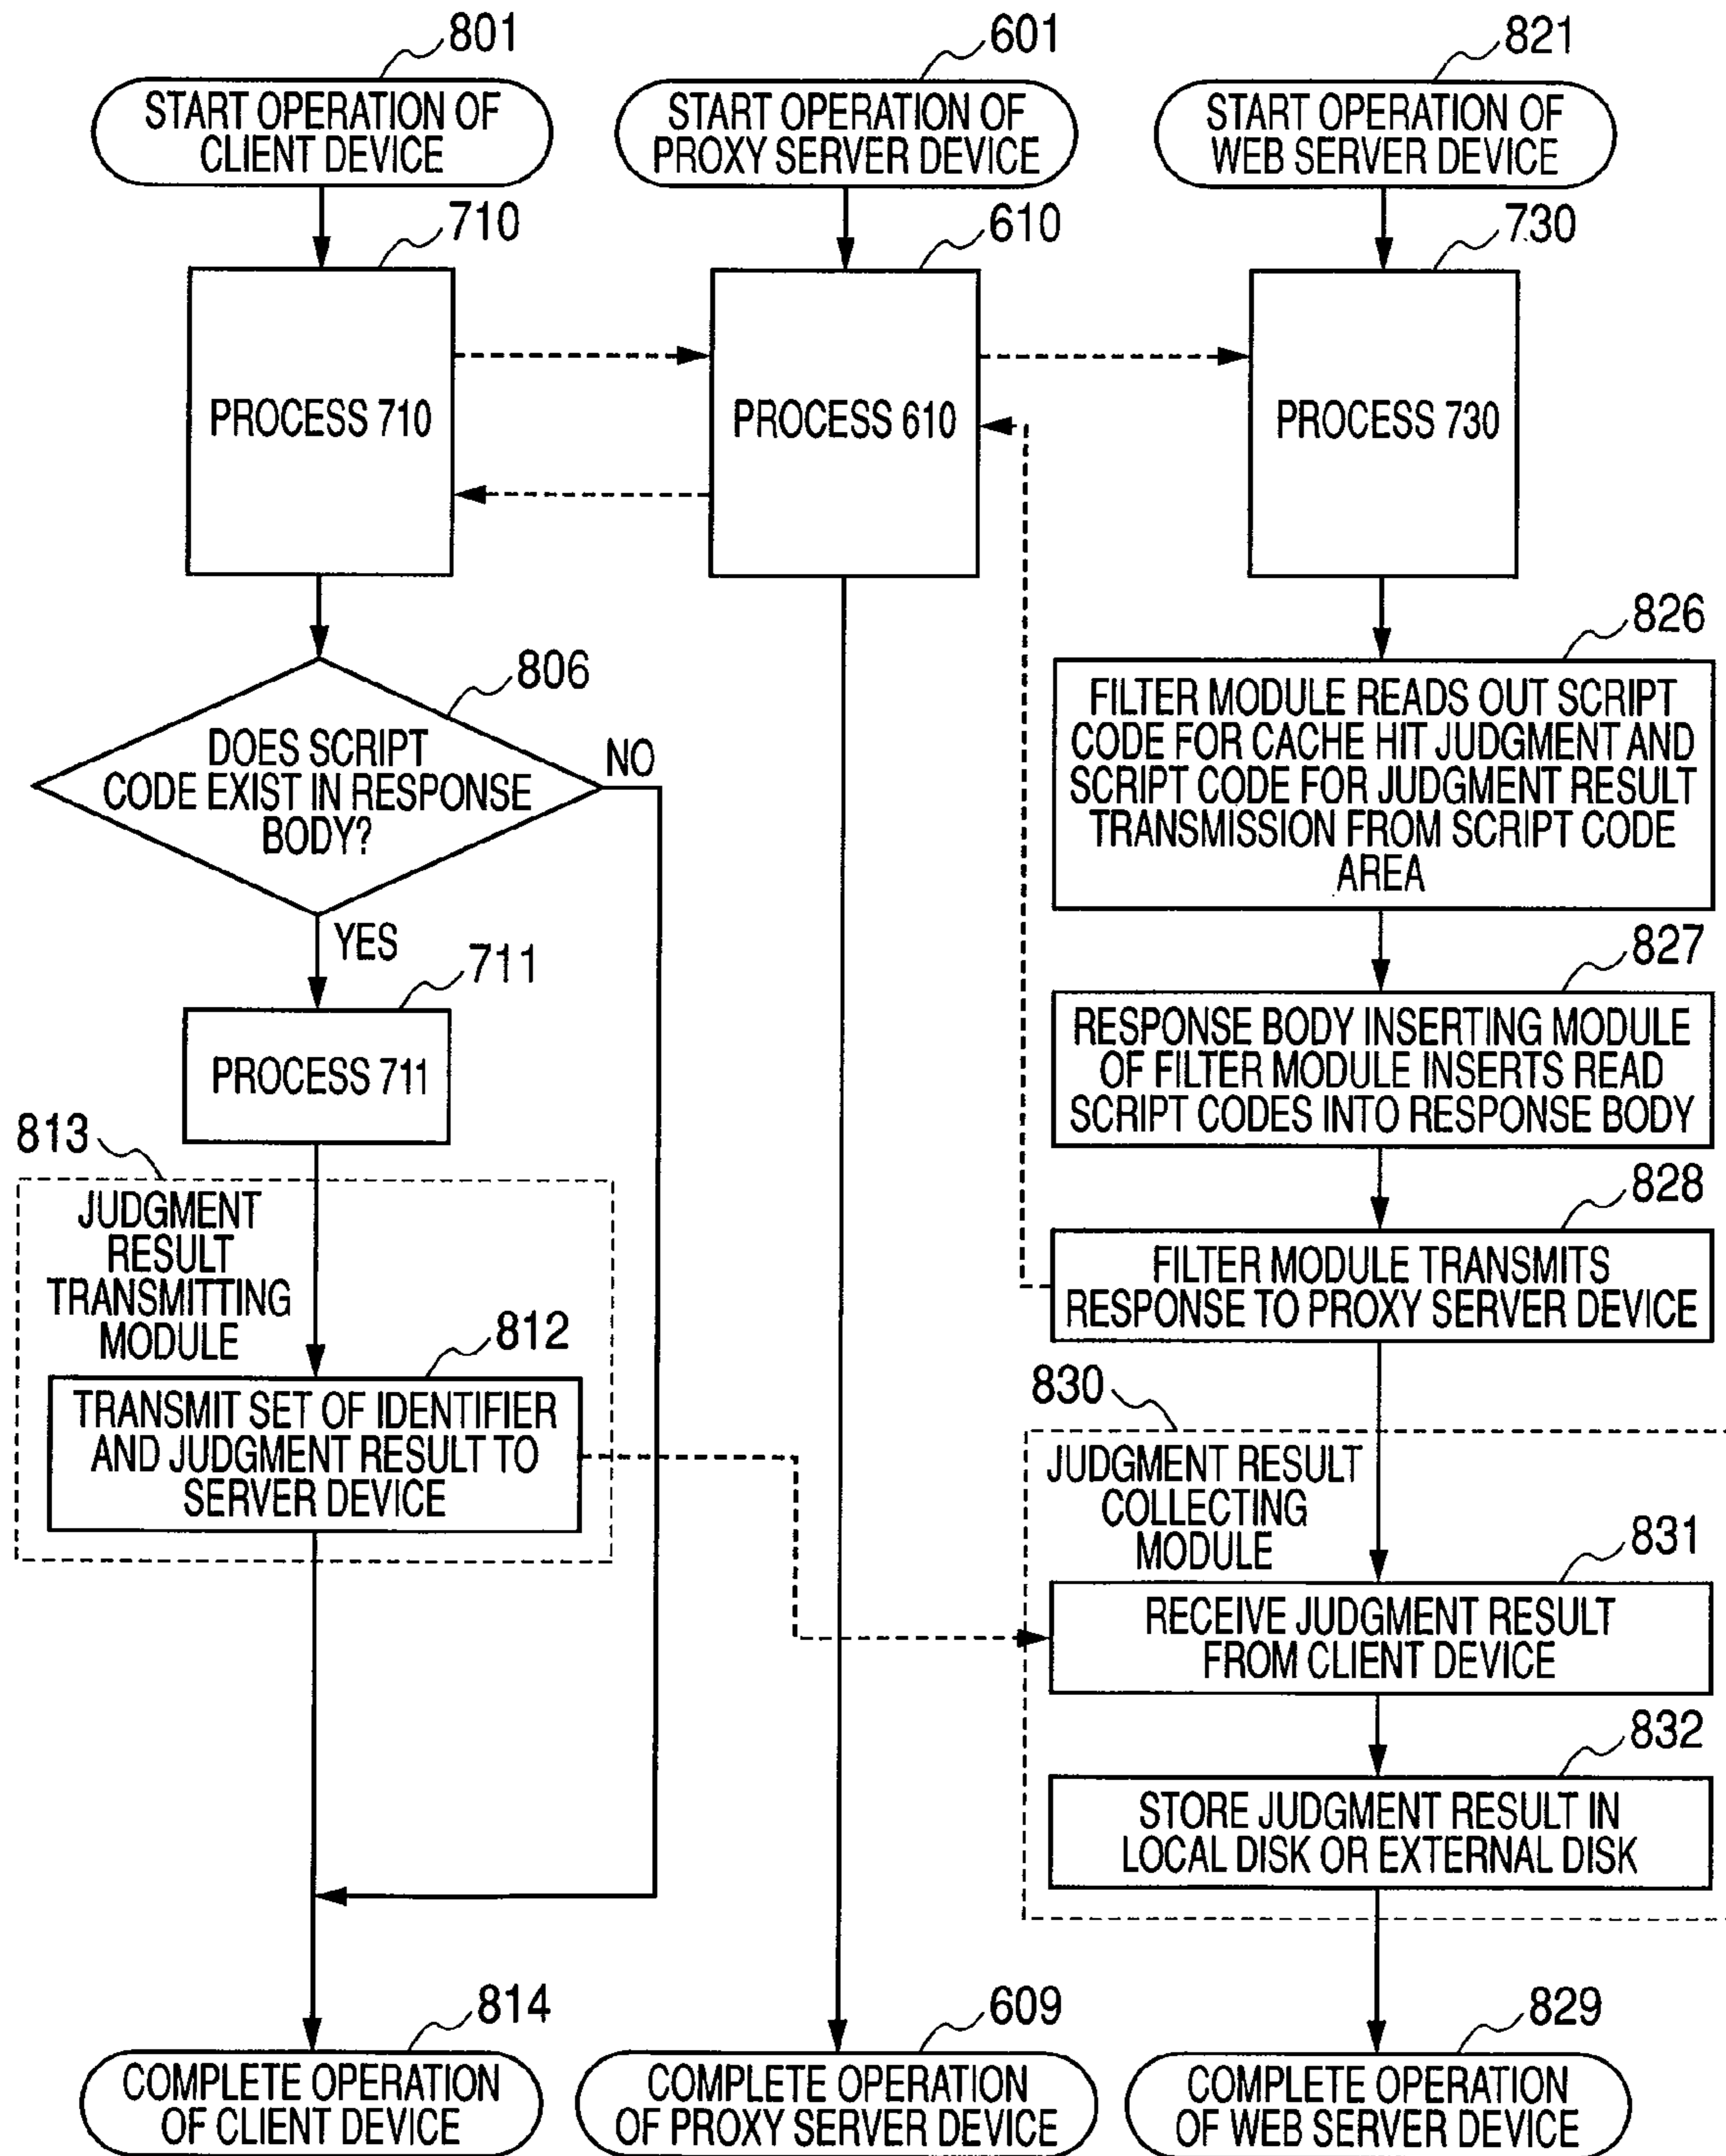 801
START OPERATION OF
CLIENT DEVICE
601
START OPERATION OF
PROXY SERVER DEVICE
821
START OPERATION OF
WEB SERVER DEVICE
710
PROCESS 710
610
PROCESS 610
730
PROCESS 730
806
DOES SCRIPT
CODE EXIST IN RESPONSE
BODY?
NO
YES
711
PROCESS 711
813
JUDGMENT
RESULT
TRANSMITTING
MODULE
812
TRANSMIT SET OF IDENTIFIER
AND JUDGMENT RESULT TO
SERVER DEVICE
826
FILTER MODULE READS OUT SCRIPT
CODE FOR CACHE HIT JUDGMENT AND
SCRIPT CODE FOR JUDGMENT RESULT
TRANSMISSION FROM SCRIPT CODE
AREA
827
RESPONSE BODY INSERTING MODULE
OF FILTER MODULE INSERTS READ
SCRIPT CODES INTO RESPONSE BODY
828
FILTER MODULE TRANSMITS
RESPONSE TO PROXY SERVER DEVICE
830
JUDGMENT RESULT
COLLECTING
MODULE
831
RECEIVE JUDGMENT RESULT
FROM CLIENT DEVICE
832
STORE JUDGMENT RESULT IN
LOCAL DISK OR EXTERNAL DISK
814
COMPLETE OPERATION
OF CLIENT DEVICE
609
COMPLETE OPERATION
OF PROXY SERVER DEVICE
829
COMPLETE OPERATION
OF WEB SERVER DEVICE